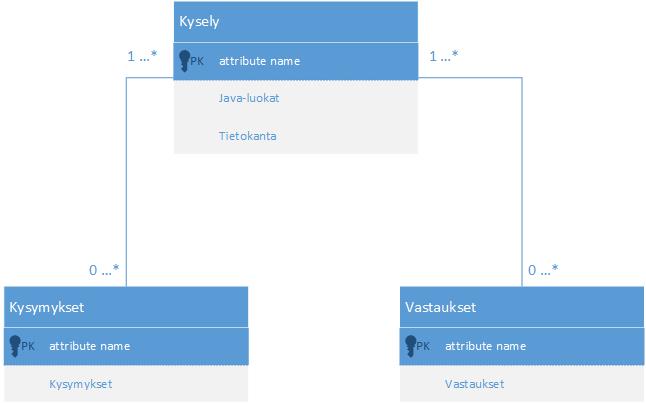 Kysely
1 ...*
PK attribute name
1 ...*
Java-luokat
Tietokanta
0 ...*
0 ...*
Kysymykset
PK attribute name
Kysymykset
Vastaukset
PK attribute name
Vastaukset